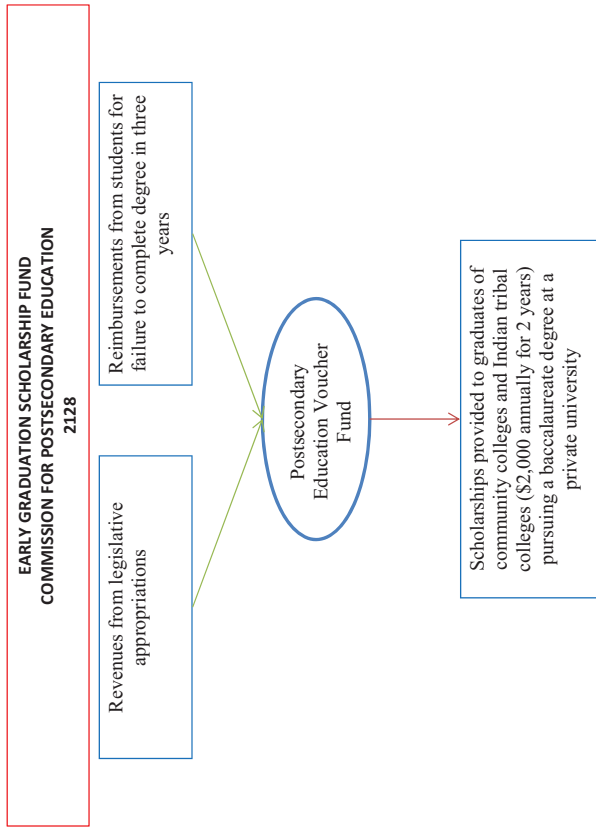 EARLY GRADUATION SCHOLARSHIP FUND
COMMISSION FOR POSTSECONDARY EDUCATION
2128
Revenues from legislative
appropriations
Reimbursements from students for
failure to complete degree in three
years
Postsecondary
Education Voucher
Fund
Scholarships provided to graduates of
community colleges and Indian tribal
colleges ($2,000 annually for 2 years)
pursuing a baccalaureate degree at a
private university